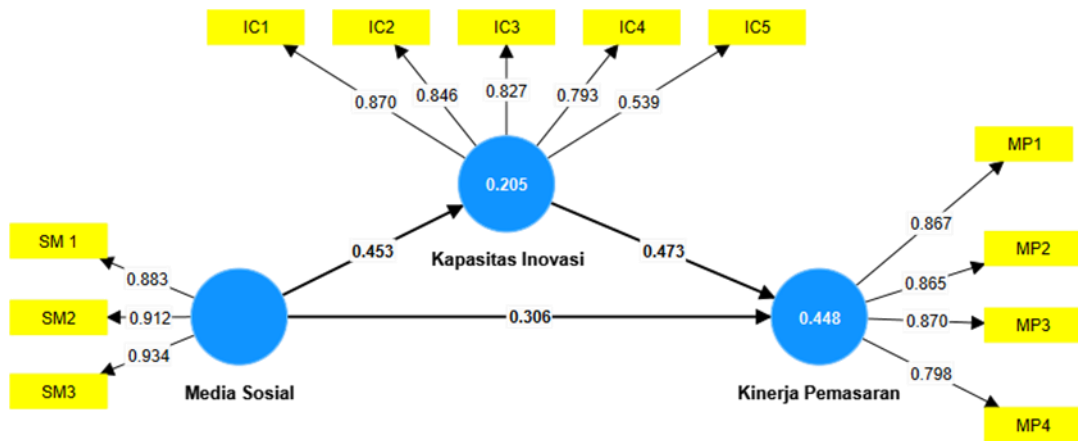 IC1 IC2 IC3 IC4 IC5
0.870 0.846 0.827 0.793 0.539
0.205
Kapasitas Inovasi
MP1
MP2
MP3
MP4
0.867
0.865
0.870
0.798
0.453
0.473
0.306
SM 1
SM2
SM3
0.883
0.912
0.934
Media Sosial
0.448
Kinerja Pemasaran